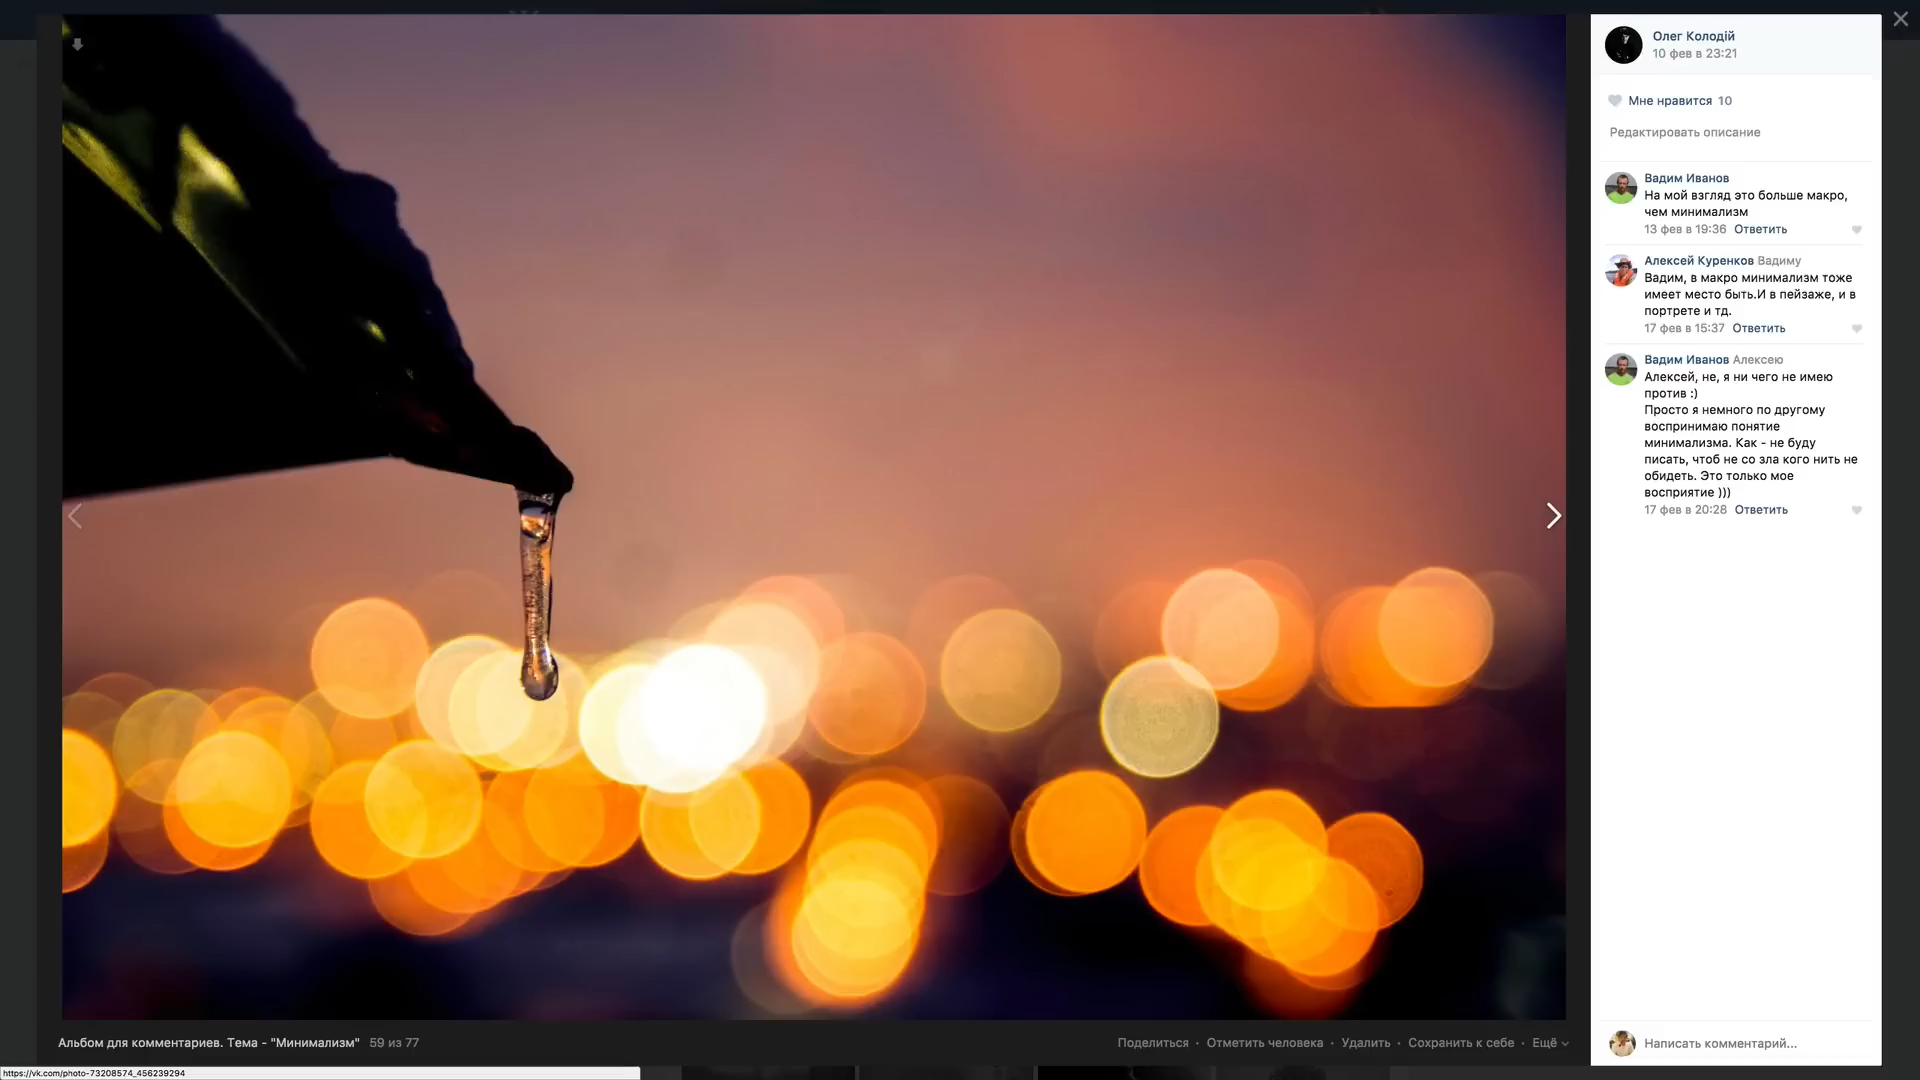 Олег Колодій
10 фев в 23:21
Мне нравится 10
Редактировать описание
Вадим Иванов
На мой взгляд это больше макро,
чем минимализм
13 фев в 19:36 Ответить
Алексей Куренков Вадиму
Вадим, в макро минимализм тоже
имеет место быть.И в пейзаже, и в
портрете и тд.
17 фев в 15:37 Ответить
Вадим Иванов Алексею
Алексей, не, я ни чего не имею
против :)
Просто я немного по другому
воспринимаю понятие
минимализма. Как - не буду
писать, чтоб не со зла кого нить не
обидеть. Это только мое
восприятие )))
17 фев в 20:28 Ответить
Написать комментарий...
Альбом для комментариев. Тема - "Минимализм" 59 из 77
Поделиться · Отметить человека · Удалить · Сохранить к себе · Ещё
https://vk.com/photo-73208574_456239294